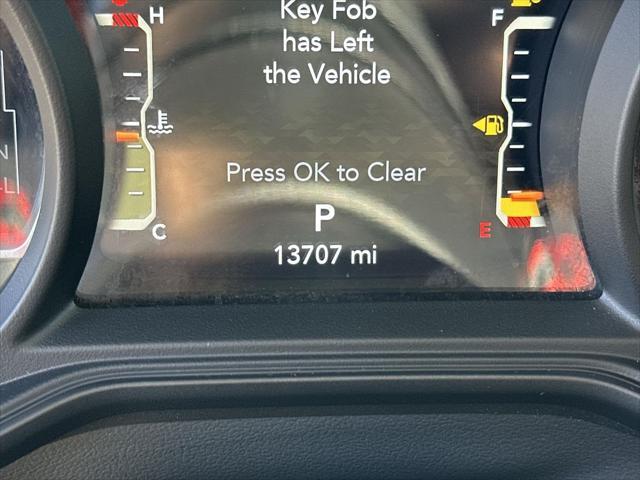 Key Fob
has Left
the Vehicle
H
F
N
Press OK to Clear
P
C
E
13707 mi